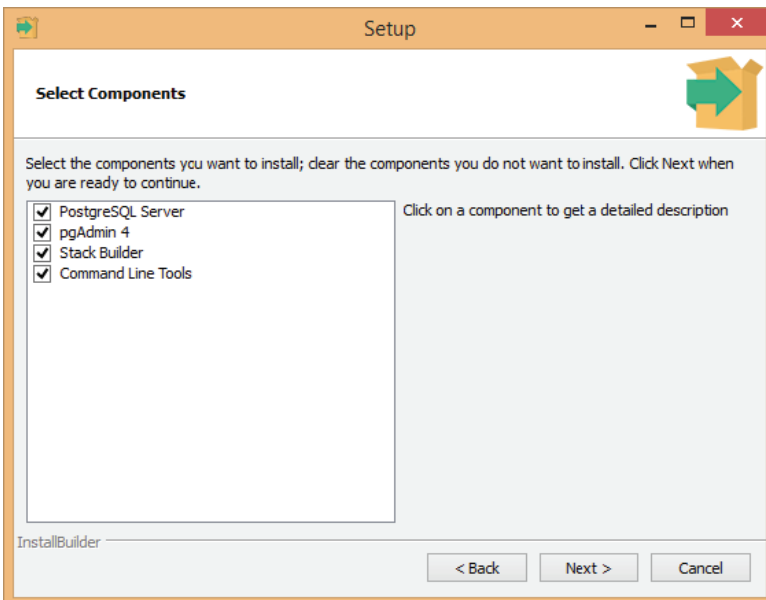 Setup
Select Components
Select the components you want to install; clear the components you do not want to install. Click Next when
you are ready to continue.
PostgreSQL Server
pgAdmin 4
Stack Builder
Command Line Tools
Click on a component to get a detailed description
InstallBuilder
< Back
Next >
Cancel